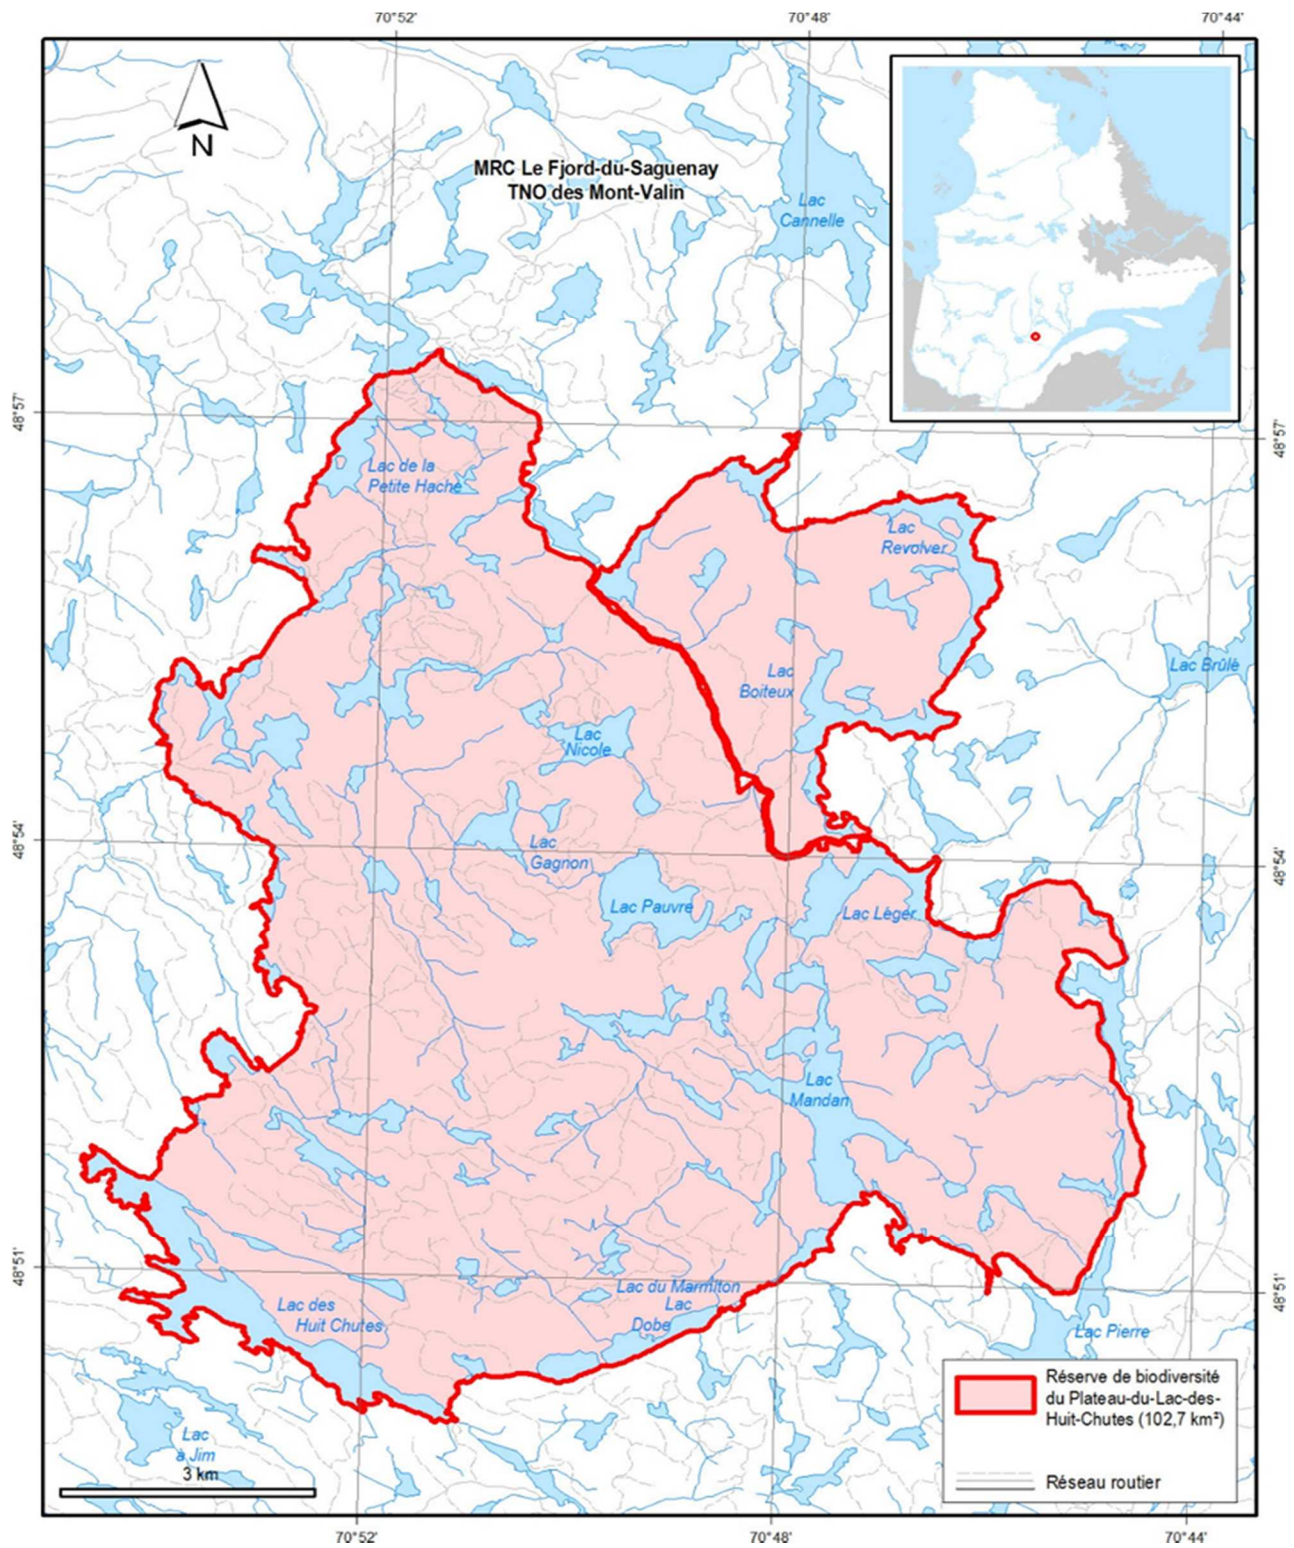 70°52'
70°48'
70°44'
N
MRC Le Fjord-du-Saguenay
TNO des Mont-Valin
Lac
Cannelle
48°57'
48°57'
Lac de la
Petite Hache
Lac
Revolver
Lac
Boiteux
Lac Brûlé
Lac
Nicole
48°54'
48°54'
Lac
Gagnon
Lac Pauvre
Lac Léger
Lac
Mandan
48°51'
48°51'
Lac du Marmiton
Lac
Dobe
Lac des
Huit Chutes
Lac Pierre
Lac
à Jim
3 km
Réserve de biodiversité
du Plateau-du-Lac-des-
Huit-Chutes (102,7 km²)
Réseau routier
70°52'
70°48'
70°44'